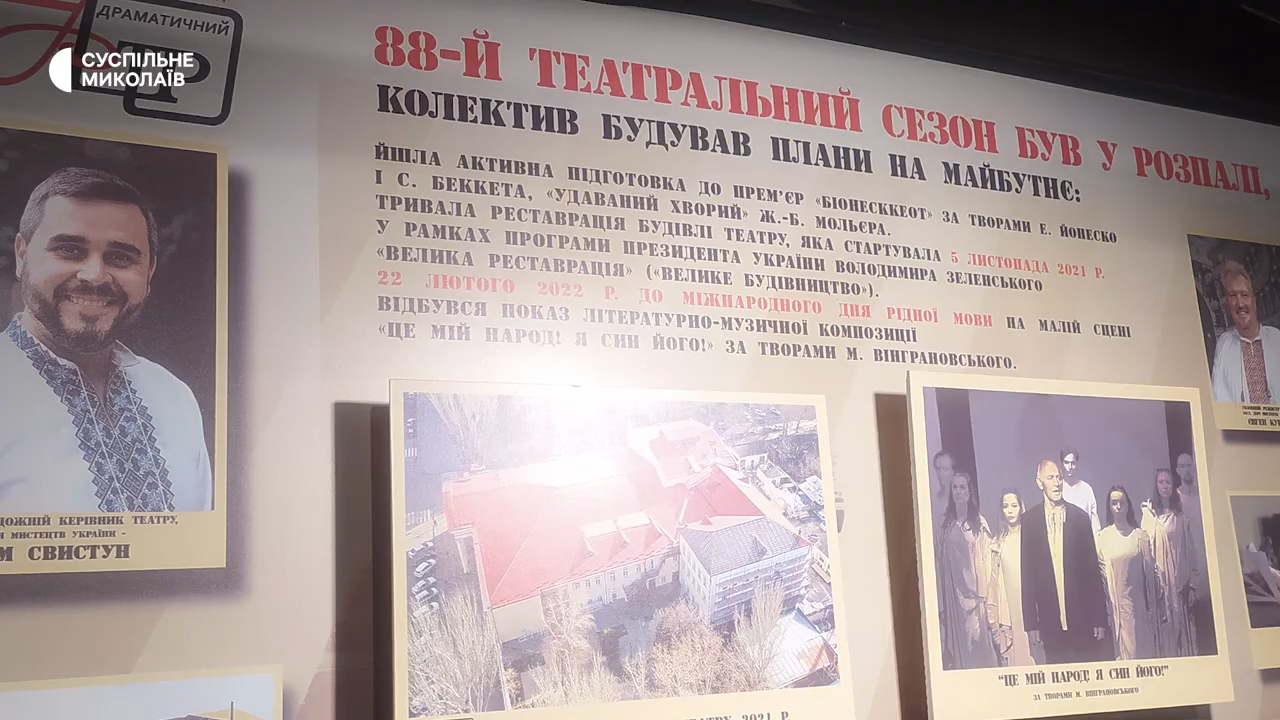 ДРАМАТИЧНИЙ
СУСПІЛЬНЕ
МИКОЛАЇВ
88-Й ТЕАТРАЛЬНИЙ СЕЗОН БУВ У РОЗПАЛІ,
КОЛЕКТИВ БУДУВАВ ПЛАНИ НА МАЙБУТНЄ:
ЙШЛА АКТИВНА ПІДГОТОВКА ДО ПРЕМ’ЄР «БІОНЕСККЕОТ» ЗА ТВОРАМИ Е. ЙОНЕСКО
І С. БЕККЕТА, «УДАВАНИЙ ХВОРИЙ» Ж.-Б. МОЛЬЄРА.
ТРИВАЛА РЕСТАВРАЦІЯ БУДІВЛІ ТЕАТРУ, ЯКА СТАРТУВАЛА 5 ЛИСТОПАДА 2021 Р.
У РАМКАХ ПРОГРАМИ ПРЕЗИДЕНТА УКРАЇНИ ВОЛОДИМИРА ЗЕЛЕНСЬКОГО
«ВЕЛИКА РЕСТАВРАЦІЯ» («ВЕЛИКЕ БУДІВНИЦТВО»).
22 ЛЮТОГО 2022 Р. ДО МІЖНАРОДНОГО ДНЯ РІДНОЇ МОВИ НА МАЛІЙ СЦЕНІ
ВІДБУВСЯ ПОКАЗ ЛІТЕРАТУРНО-МУЗИЧНОЇ КОМПОЗИЦІЇ
«ЦЕ МІЙ НАРОД! Я СИН ЙОГО!» ЗА ТВОРАМИ М. ВІНГРАНОВСЬКОГО.
ДОЖНІЙ КЕРІВНИК ТЕАТРУ,
Ч МИСТЕЦТВ УКРАЇНИ -
М СВИСТУН
ГОЛОВНИЙ РЕЖИСЕР
ЄВГЕН
"ЦЕ МІЙ НАРОД! Я СИН ЙОГО!"
ЗА ТВОРАМИ М. ВІНГРАНОВСЬКОГО
2021 Р.